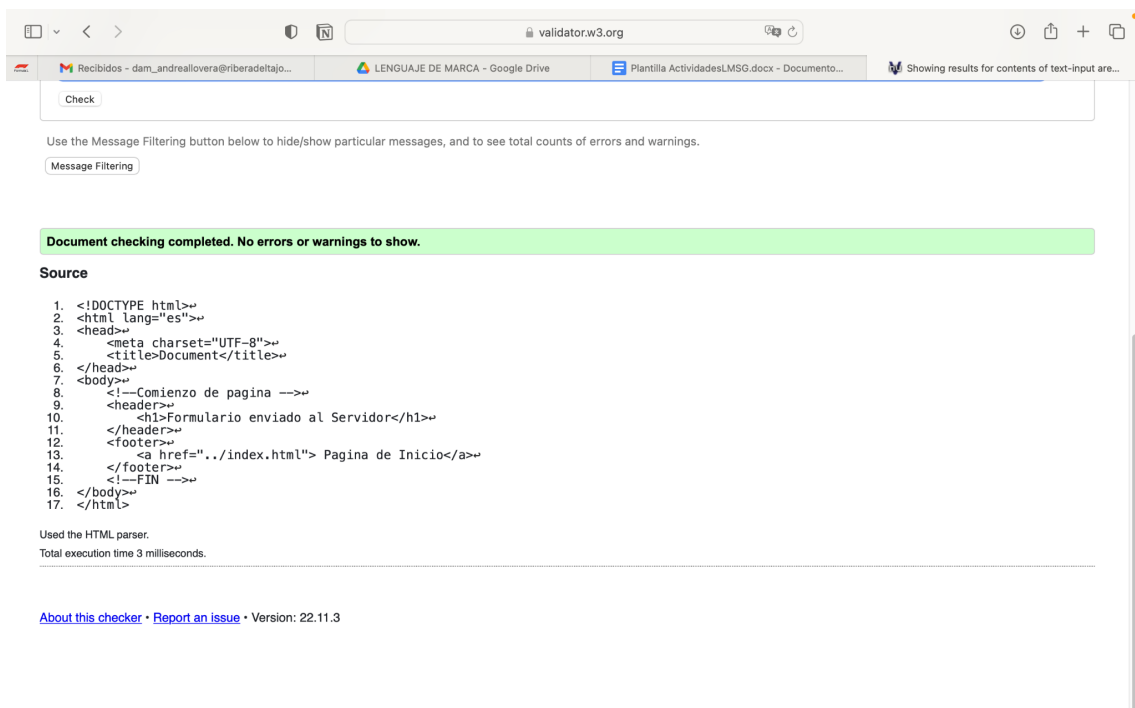 validator.w3.org
Recibidos - dam_andreallovera@riberadeltajo...
LENGUAJE DE MARCA - Google Drive
Plantilla ActividadesLMSG.docx - Documento...
Showing results for contents of text-input are...
Check
Use the Message Filtering button below to hide/show particular messages, and to see total counts of errors and warnings.
Message Filtering
Document checking completed. No errors or warnings to show.
Source
1. <!DOCTYPE html>↩
2. <html lang="es">↩
3. <head>↩
4.     <meta charset="UTF-8">↩
5.     <title>Document</title>↩
6. </head>↩
7. <body>↩
8.     <!--Comienzo de pagina -->↩
9.     <header>↩
10.         <h1>Formulario enviado al Servidor</h1>↩
11.     </header>↩
12.     <footer>↩
13.         <a href="../index.html"> Pagina de Inicio</a>↩
14.     </footer>↩
15.     <!--FIN -->↩
16. </body>↩
17. </html>
Used the HTML parser.
Total execution time 3 milliseconds.
About this checker • Report an issue • Version: 22.11.3